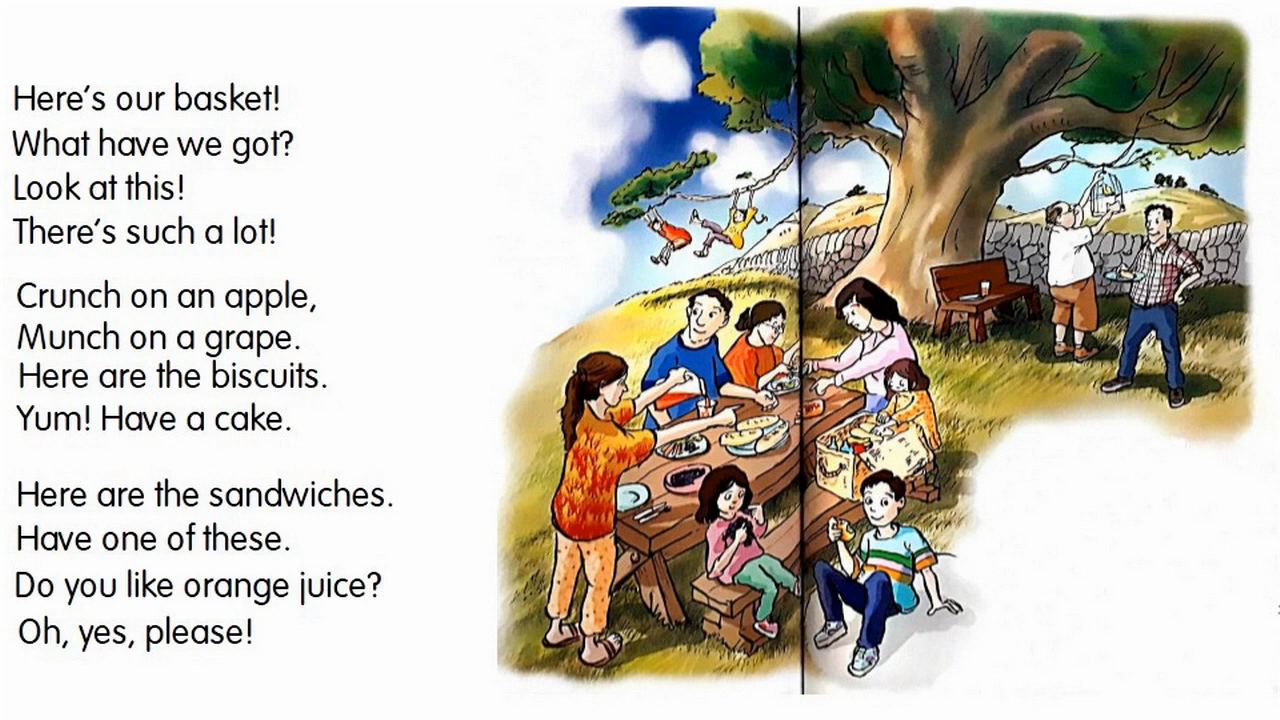 Here's our basket!
What have we got?
Look at this!
There's such a lot!
Crunch on an apple,
Munch on a grape.
Here are the biscuits.
Yum! Have a cake.
Here are the sandwiches.
Have one of these.
Do you like orange juice?
Oh, yes, please!